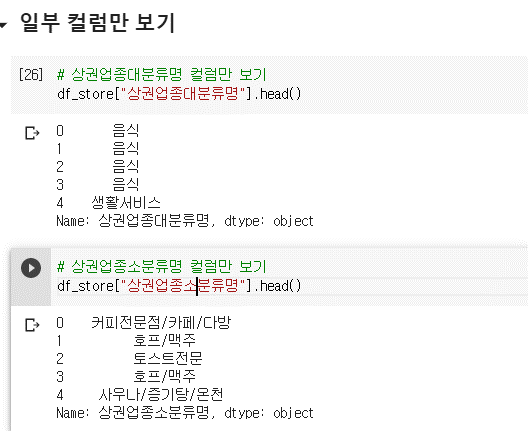 일부 컬럼만 보기
[26] # 상권업종대분류명 컬럼만 보기
df_store["상권업종대분류명"].head()
0 음식
1 음식
2 음식
3 음식
4 생활서비스
Name: 상권업종대분류명, dtype: object
# 상권업종소분류명 컬럼만 보기
df_store["상권업종소분류명"].head()
0 커피전문점/카페/다방
1 호프/맥주
2 토스트전문
3 호프/맥주
4 사우나/증기탕/온천
Name: 상권업종소분류명, dtype: object